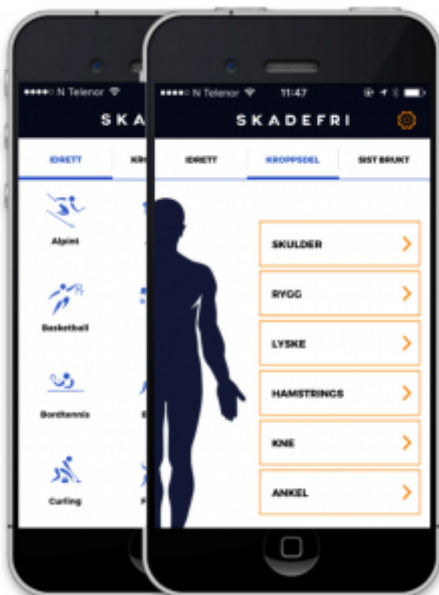 N Telenor
SKA
IDRETT
Alpint
Basketball
Bordtennis
Curling
N Telenor 11:47
SKADEFRI
IDRETT KROPPSDEL SIST BRUKT
SKULDER
RYGG
LYSKE
HAMSTRINGS
KNE
ANKEL